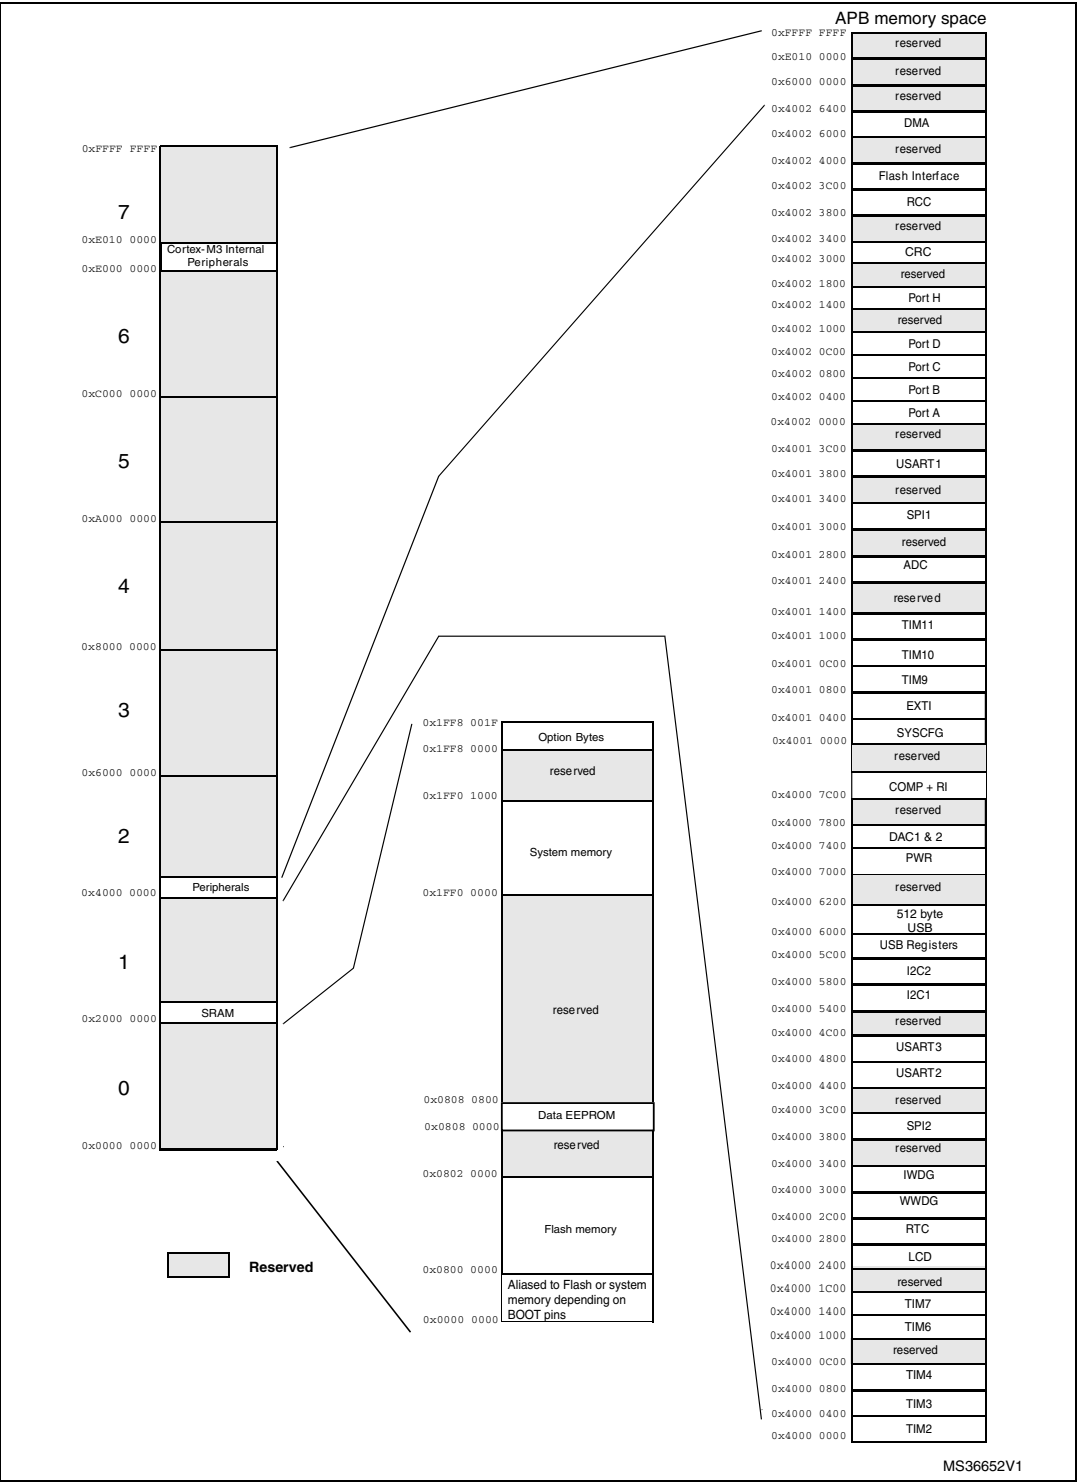 APB memory space
0xFFFF FFFF
reserved
0xE010 0000
reserved
0x6000 0000
reserved
0x4002 6400
DMA
0x4002 6000
reserved
0x4002 4000
Flash Interface
0x4002 3C00
RCC
0x4002 3800
reserved
0x4002 3400
CRC
0x4002 3000
reserved
0x4002 1800
Port H
0x4002 1400
reserved
0x4002 1000
Port D
0x4002 0C00
Port C
0x4002 0800
Port B
0x4002 0400
Port A
0x4002 0000
reserved
0x4001 3C00
USART1
0x4001 3800
reserved
0x4001 3400
SPI1
0x4001 3000
reserved
0x4001 2800
ADC
0x4001 2400
reserved
0x4001 1400
TIM11
0x4001 1000
TIM10
0x4001 0C00
TIM9
0x4001 0800
EXTI
0x4001 0400
SYSCFG
0x4001 0000
reserved
COMP + RI
0x4000 7C00
reserved
0x4000 7800
DAC1 & 2
0x4000 7400
PWR
0x4000 7000
reserved
0x4000 6200
512 byte
USB
0x4000 6000
USB Registers
0x4000 5C00
I2C2
0x4000 5800
I2C1
0x4000 5400
reserved
0x4000 4C00
USART3
0x4000 4800
USART2
0x4000 4400
reserved
0x4000 3C00
SPI2
0x4000 3800
reserved
0x4000 3400
IWDG
0x4000 3000
WWDG
0x4000 2C00
RTC
0x4000 2800
LCD
0x4000 2400
reserved
0x4000 1C00
TIM7
0x4000 1400
TIM6
0x4000 1000
reserved
0x4000 0C00
TIM4
0x4000 0800
TIM3
0x4000 0400
TIM2
0x4000 0000
0xFFFF FFFF
7
0xE010 0000
Cortex-M3 Internal
Peripherals
0xE000 0000
6
0xC000 0000
5
0xA000 0000
4
0x8000 0000
3
0x6000 0000
2
Peripherals
0x4000 0000
1
SRAM
0x2000 0000
0
0x0000 0000
Reserved
0x1FF8 001F
Option Bytes
0x1FF8 0000
reserved
0x1FF0 1000
System memory
0x1FF0 0000
reserved
0x0808 0800
Data EEPROM
0x0808 0000
reserved
0x0802 0000
Flash memory
0x0800 0000
Aliased to Flash or system
memory depending on
BOOT pins
0x0000 0000
MS36652V1